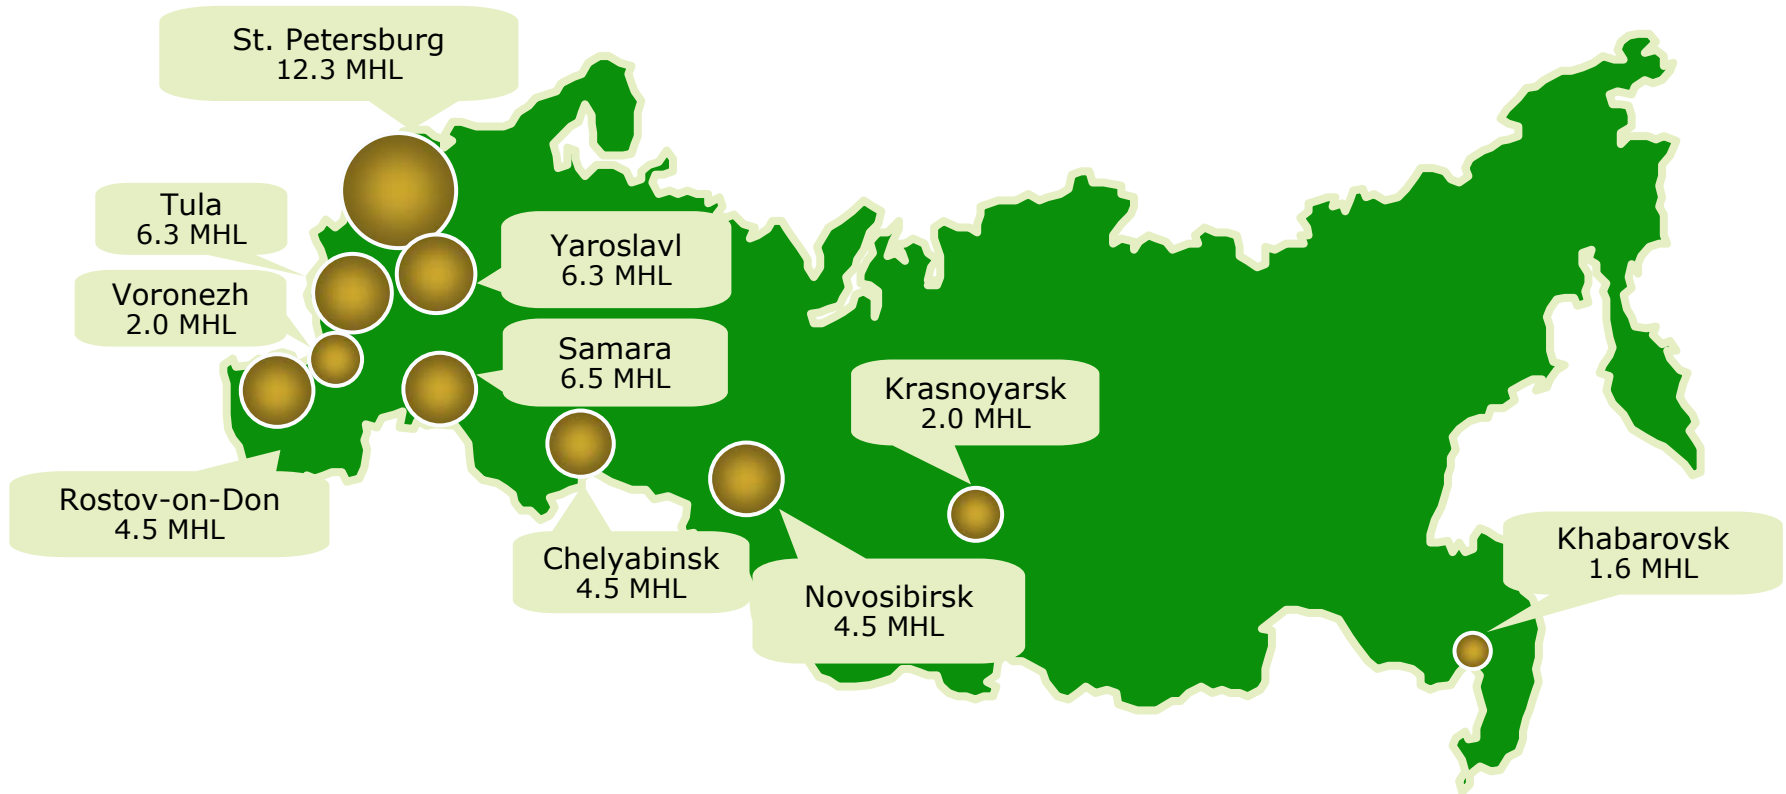 St. Petersburg
12.3 MHL
Tula
6.3 MHL
Yaroslavl
6.3 MHL
Voronezh
2.0 MHL
Samara
6.5 MHL
Krasnoyarsk
2.0 MHL
Rostov-on-Don
4.5 MHL
Chelyabinsk
4.5 MHL
Novosibirsk
4.5 MHL
Khabarovsk
1.6 MHL